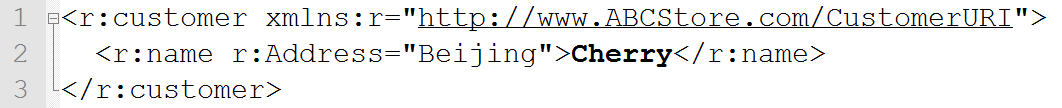 1 <r:customer xmlns:r="http://www.ABCStore.com/CustomerURI">
2 <r:name r:Address="Beijing">Cherry</r:name>
3 </r:customer>